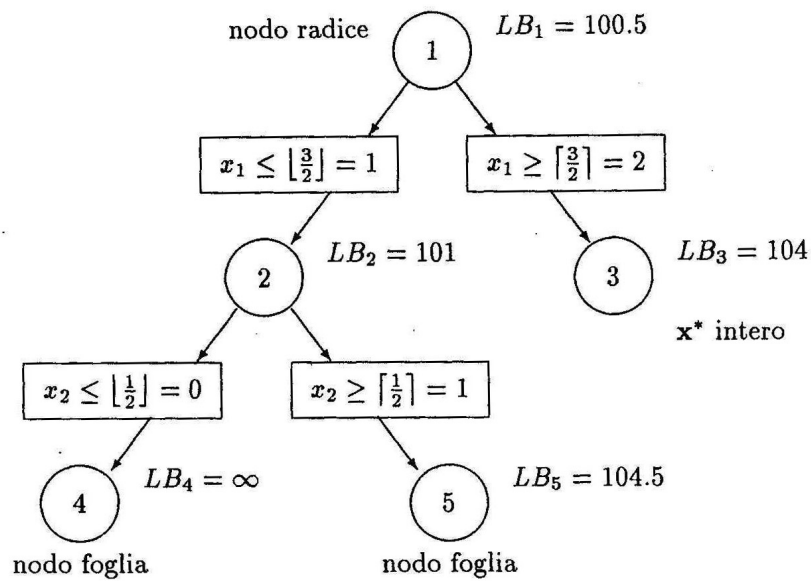 nodo radice
1
LB₁ = 100.5
x₁ ≤ ⌊3/2⌋ = 1
x₁ ≥ ⌈3/2⌉ = 2
2
LB₂ = 101
3
LB₃ = 104
x* intero
x₂ ≤ ⌊1/2⌋ = 0
x₂ ≥ ⌈1/2⌉ = 1
4
LB₄ = ∞
5
LB₅ = 104.5
nodo foglia
nodo foglia